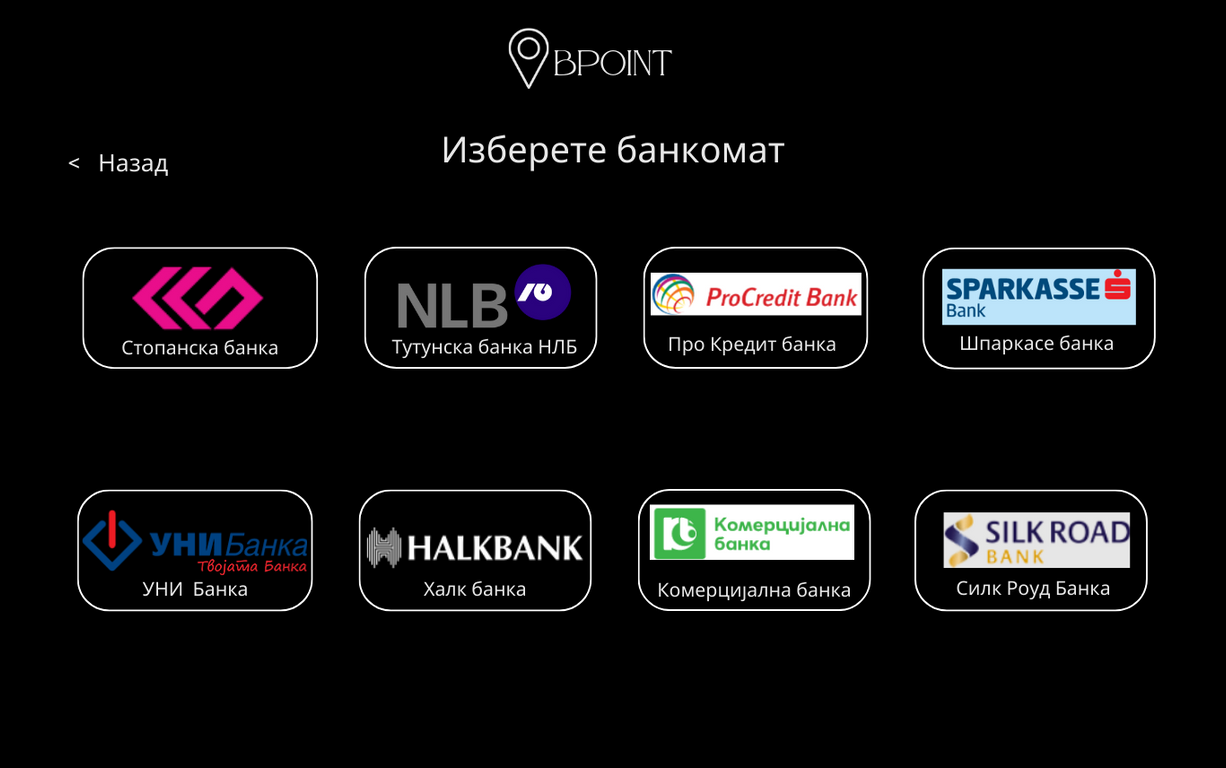 BPOINT
Изберете банкомат
< Назад
Стопанска банка
NLB
Тутунска банка НЛБ
ProCredit Bank
Про Кредит банка
SPARKASSE
Bank
Шпаркасе банка
УНИБанка
Твојата Банка
УНИ Банка
HALKBANK
Халк банка
Комерцијална
банка
Комерцијална банка
SILK ROAD
BANK
Силк Роуд Банка